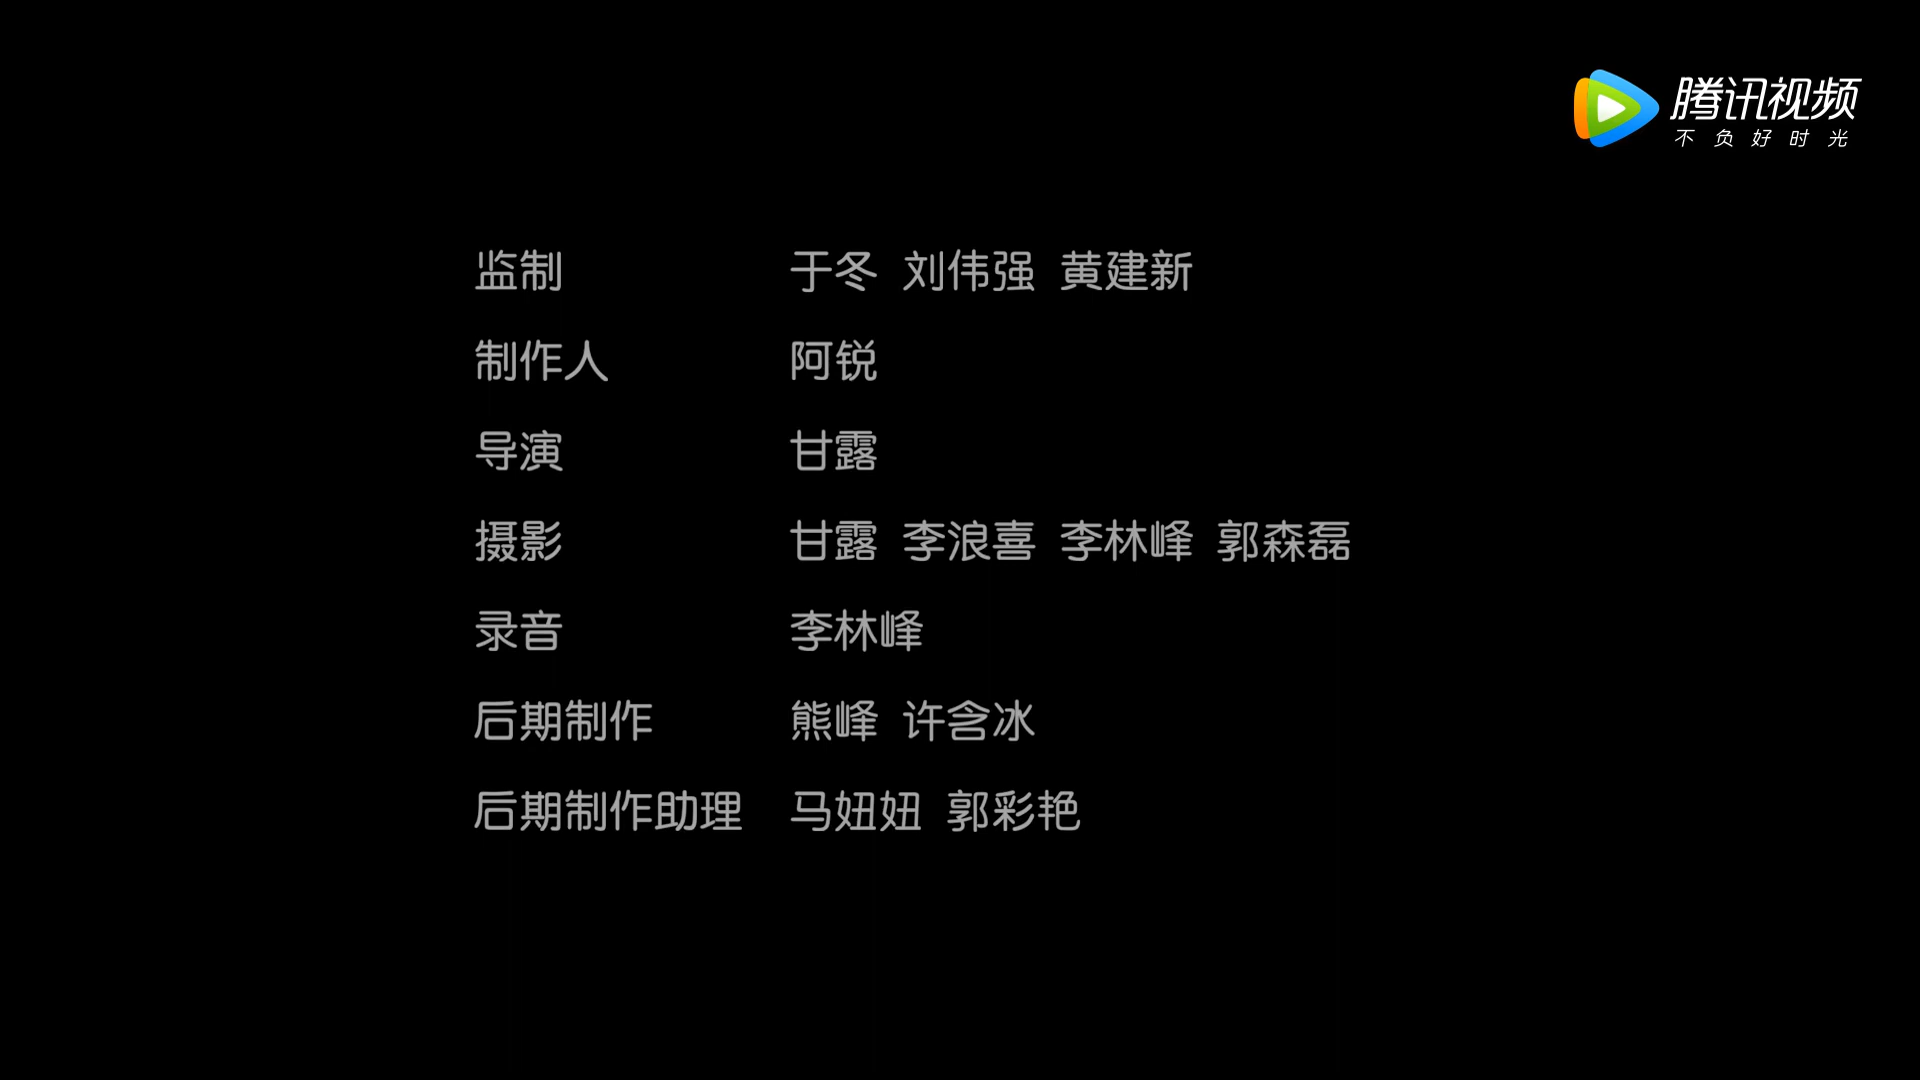 腾讯视频
不负好时光
监制 于冬 刘伟强 黄建新
制作人 阿锐
导演 甘露
摄影 甘露 李浪喜 李林峰 郭森磊
录音 李林峰
后期制作 熊峰 许含冰
后期制作助理 马妞妞 郭彩艳